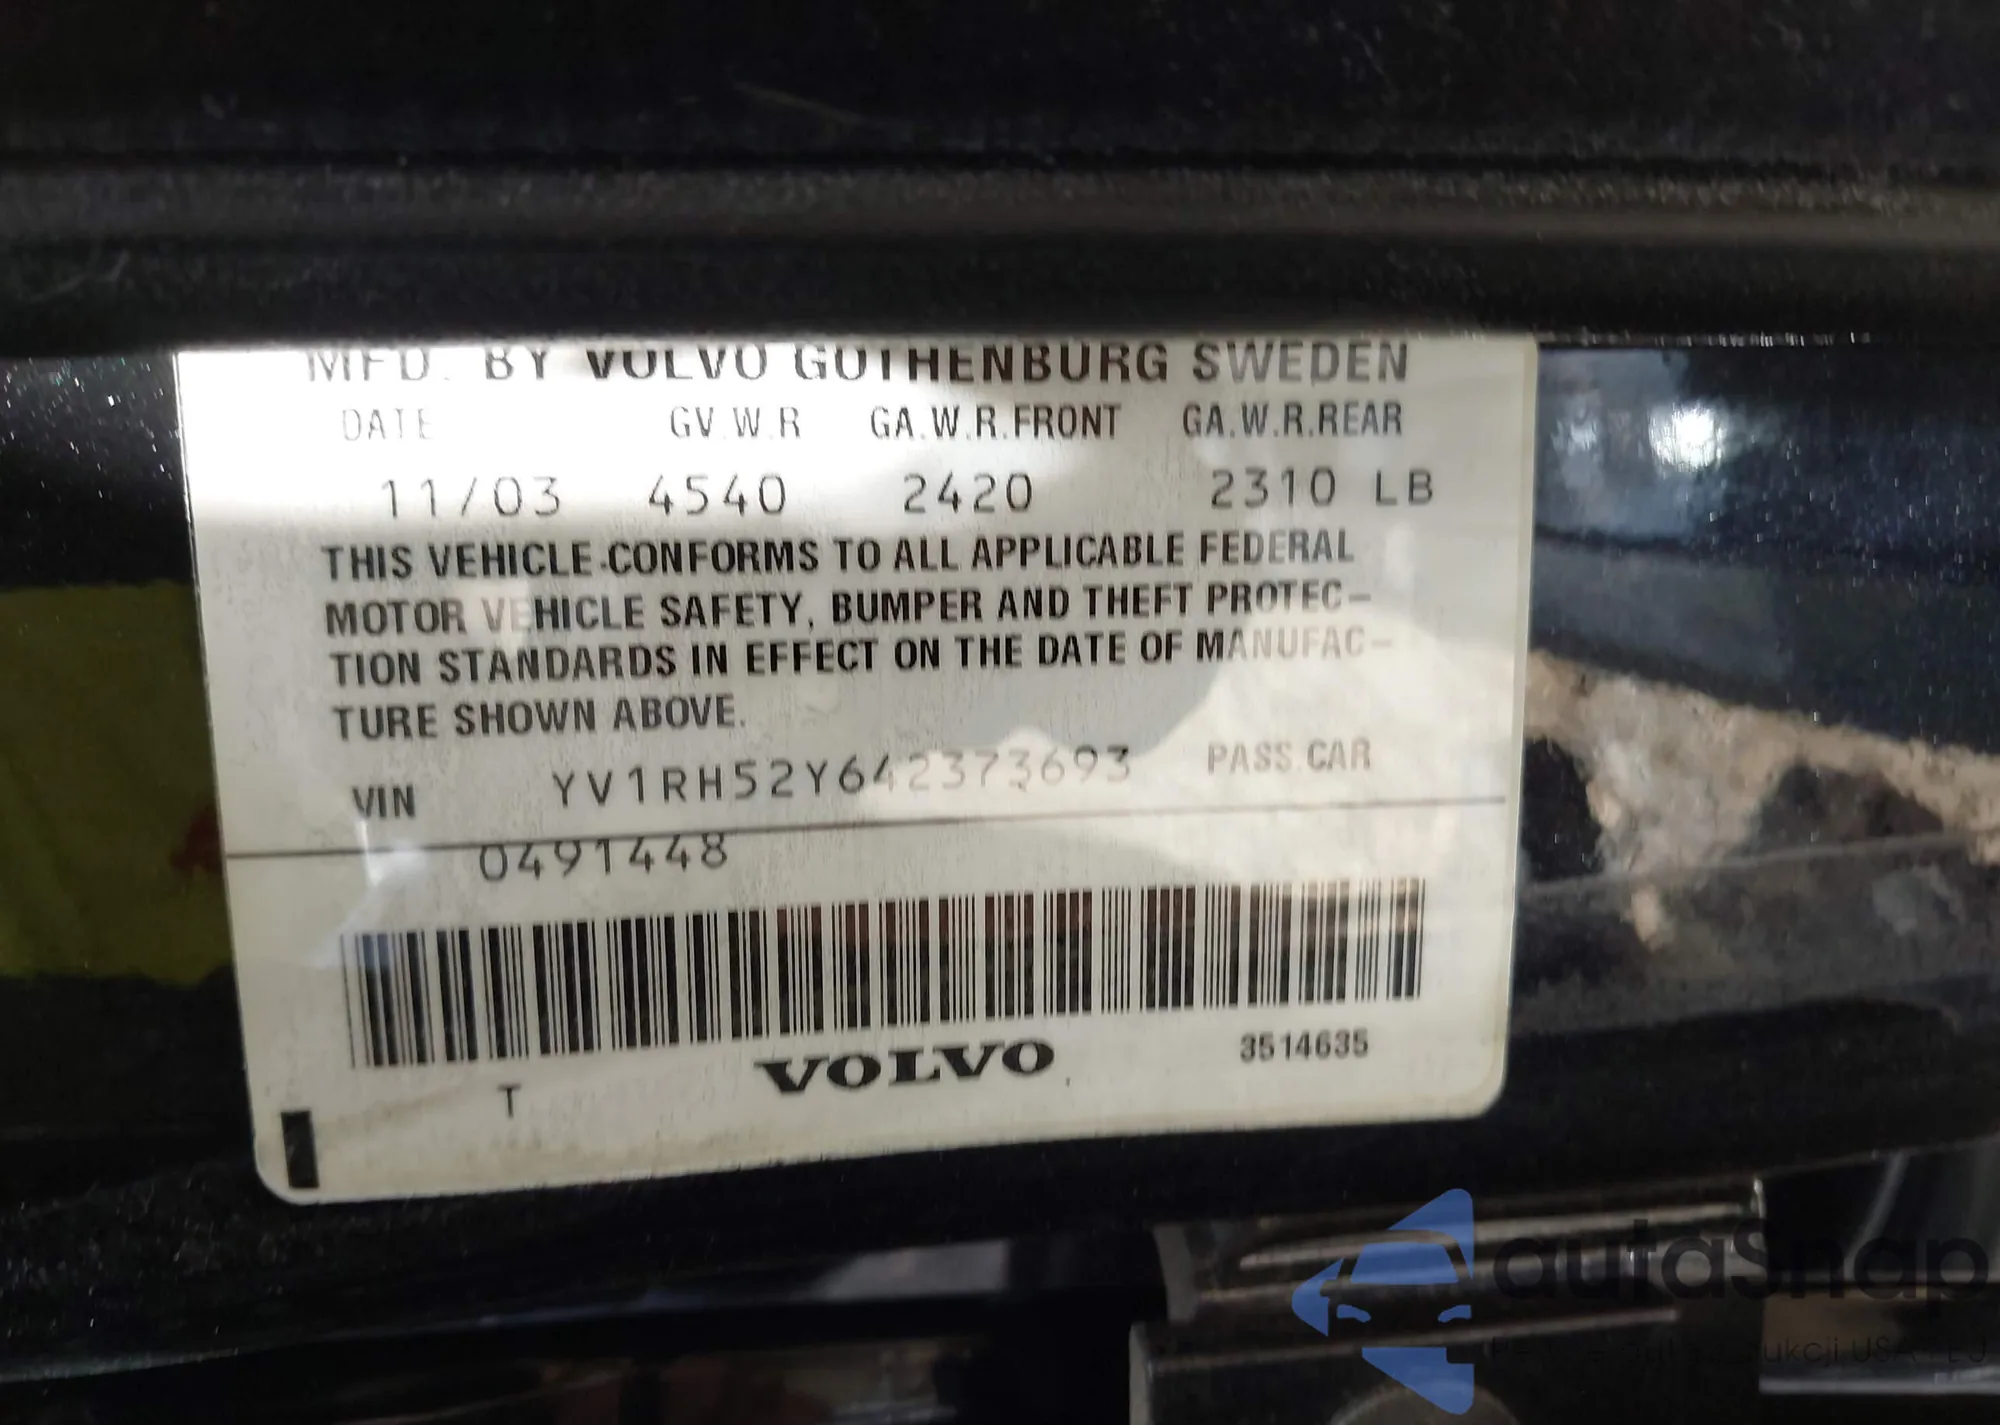 MFD. BY VOLVO GOTHENBURG SWEDEN
DATE GV.W.R GA.W.R.FRONT GA.W.R.REAR
11/03 4540 2420 2310 LB
THIS VEHICLE CONFORMS TO ALL APPLICABLE FEDERAL
MOTOR VEHICLE SAFETY, BUMPER AND THEFT PROTEC-
TION STANDARDS IN EFFECT ON THE DATE OF MANUFAC-
TURE SHOWN ABOVE.
VIN YV1RH52Y642373693 PASS.CAR
0491448
VOLVO 3514635
T
autaSnap